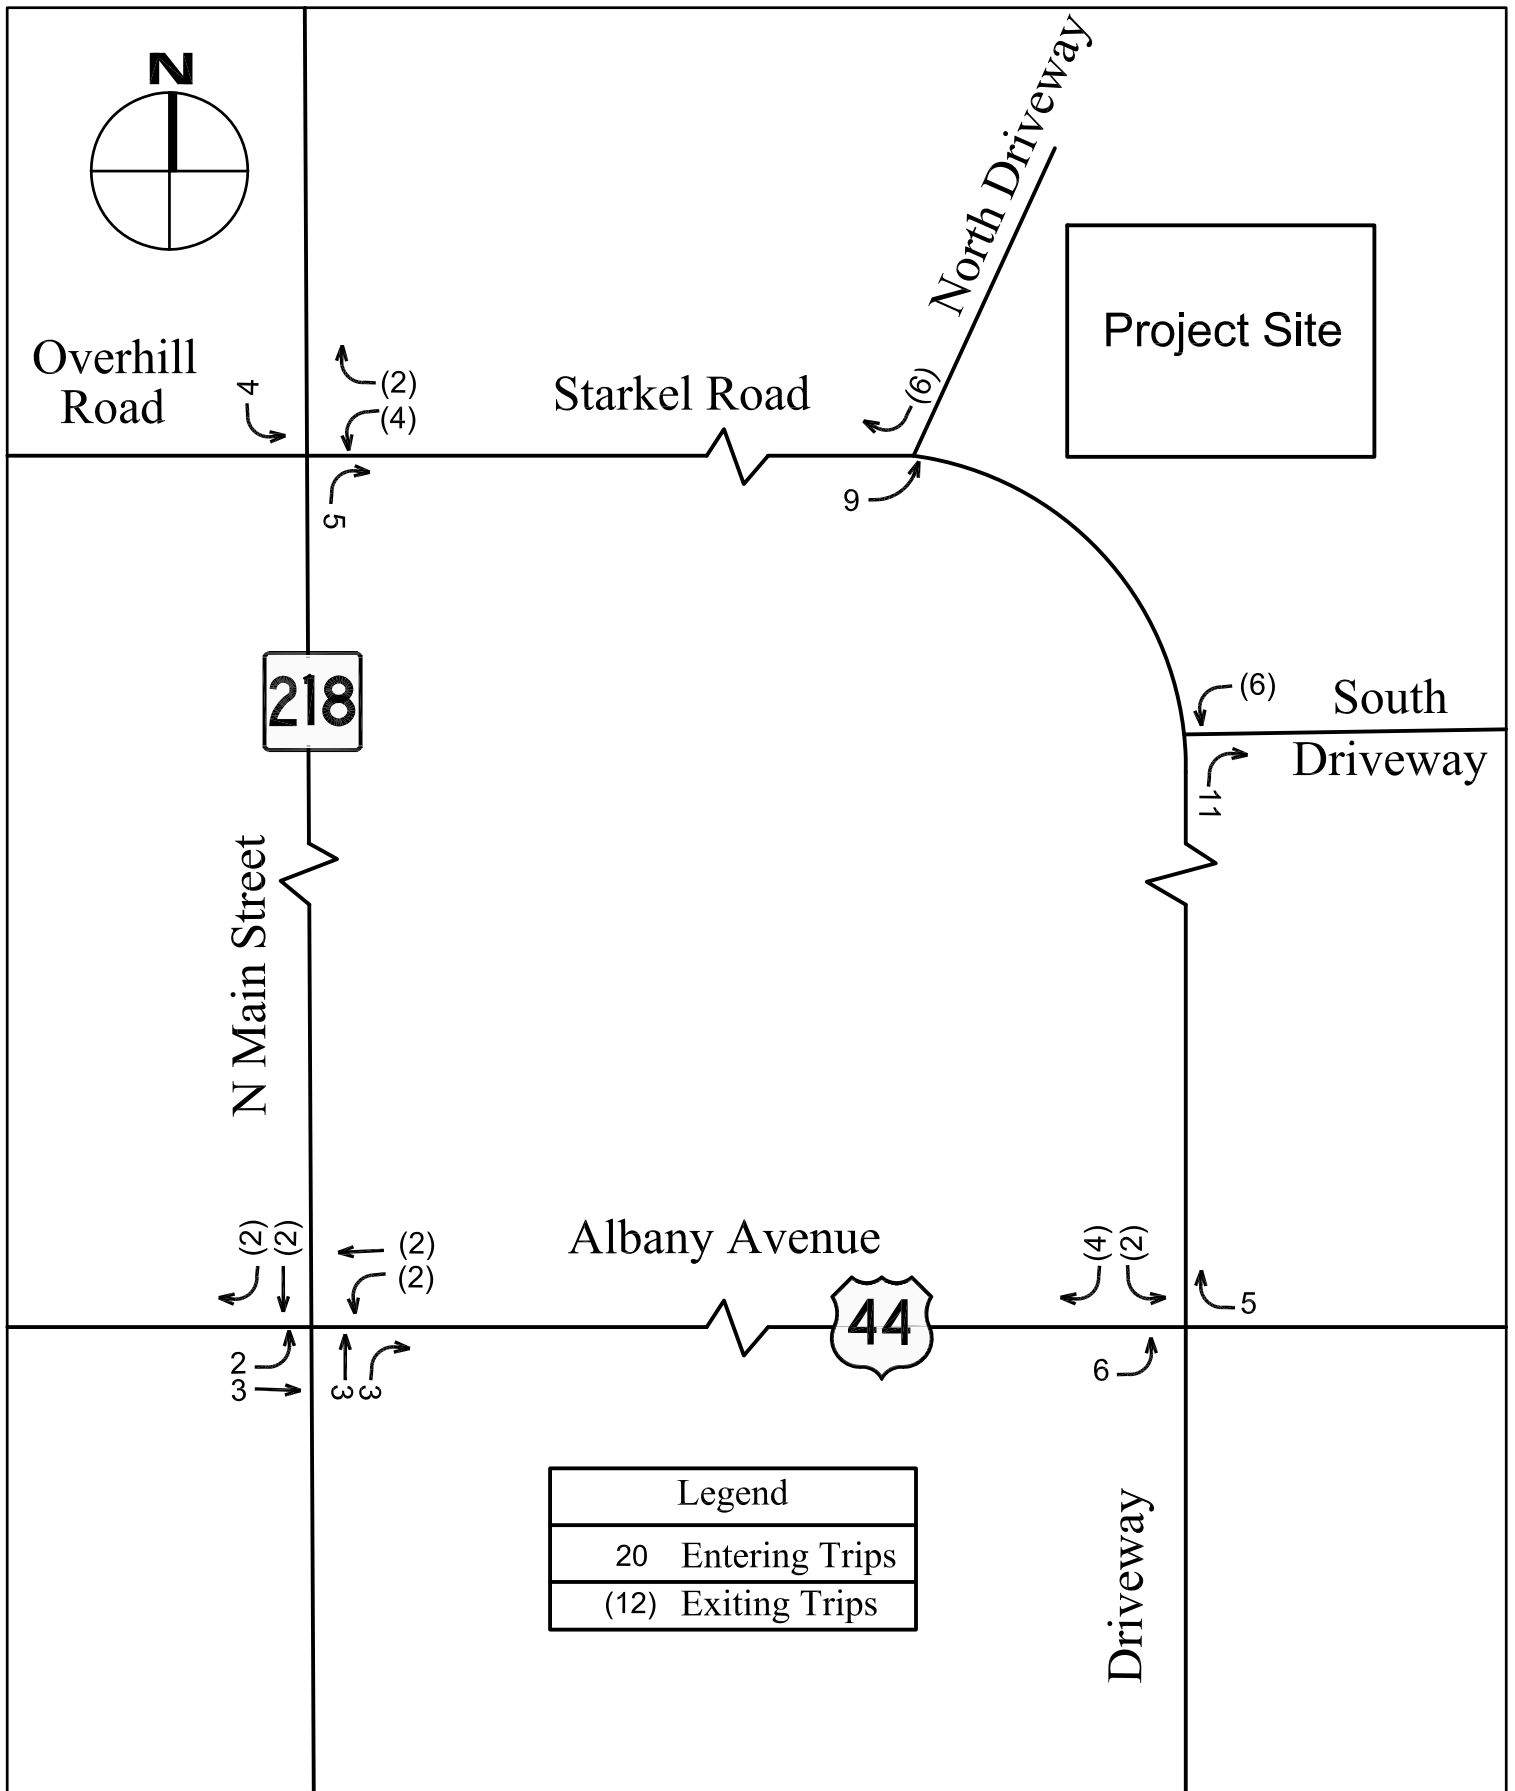 N
North Driveway
Project Site
Overhill
Road
4
(2)
(4)
Starkel Road
(6)
5
9
218
(6)
South
Driveway
11
N Main Street
(2)
(2)
(2)
(2)
Albany Avenue
44
(4)
(2)
5
2
3
3
3
6
Legend
20 Entering Trips
(12) Exiting Trips
Driveway